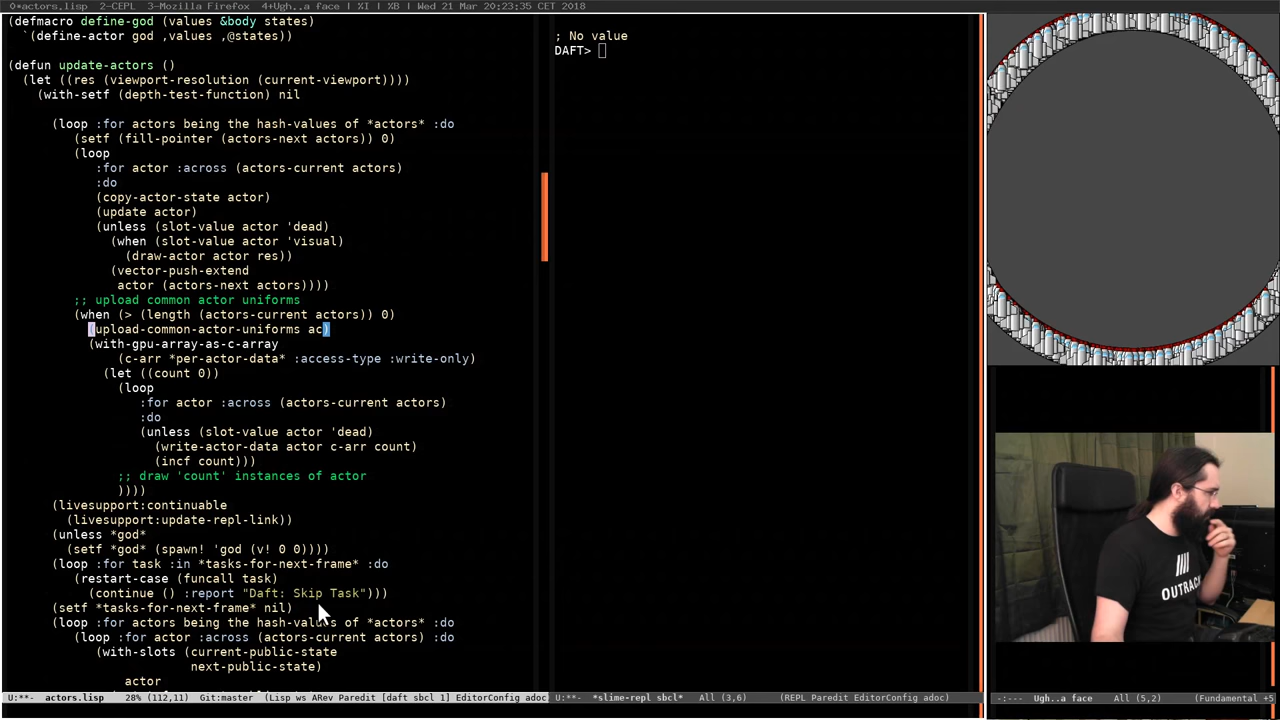 0*actors.lisp 2-CEPL 3-Mozilla Firefox 4+Ugh..a face | %I | %B | Wed 21 Mar 20:23:35 CET 2018
(defmacro define-god (values &body states)
`(define-actor god ,values ,@states))
(defun update-actors ()
(let ((res (viewport-resolution (current-viewport))))
(with-setf (depth-test-function) nil
(loop :for actors being the hash-values of *actors* :do
(setf (fill-pointer (actors-next actors)) 0)
(loop
:for actor :across (actors-current actors)
:do
(copy-actor-state actor)
(update actor)
(unless (slot-value actor 'dead)
(when (slot-value actor 'visual)
(draw-actor actor res))
(vector-push-extend
actor (actors-next actors))))
;; upload common actor uniforms
(when (> (length (actors-current actors)) 0)
(upload-common-actor-uniforms ac)
(with-gpu-array-as-c-array
(c-arr *per-actor-data* :access-type :write-only)
(let ((count 0))
(loop
:for actor :across (actors-current actors)
:do
(unless (slot-value actor 'dead)
(write-actor-data actor c-arr count)
(incf count)))
;; draw 'count' instances of actor
))))
(livesupport:continuable
(livesupport:update-repl-link))
(unless *god*
(setf *god* (spawn! 'god (v! 0 0))))
(loop :for task :in *tasks-for-next-frame* :do
(restart-case (funcall task)
(continue () :report "Daft: Skip Task")))
(setf *tasks-for-next-frame* nil)
(loop :for actors being the hash-values of *actors* :do
(loop :for actor :across (actors-current actors) :do
(with-slots (current-public-state
next-public-state)
actor
U:**- actors.lisp 28% (112,11) Git:master (Lisp ws ARev Paredit [daft sbcl 1] EditorConfig adoc)
; No value
DAFT>
U:**- *slime-repl sbcl* All (3,6) (REPL Paredit EditorConfig adoc)
OUTRACK
-:--- Ugh..a face All (5,2) (Fundamental +5